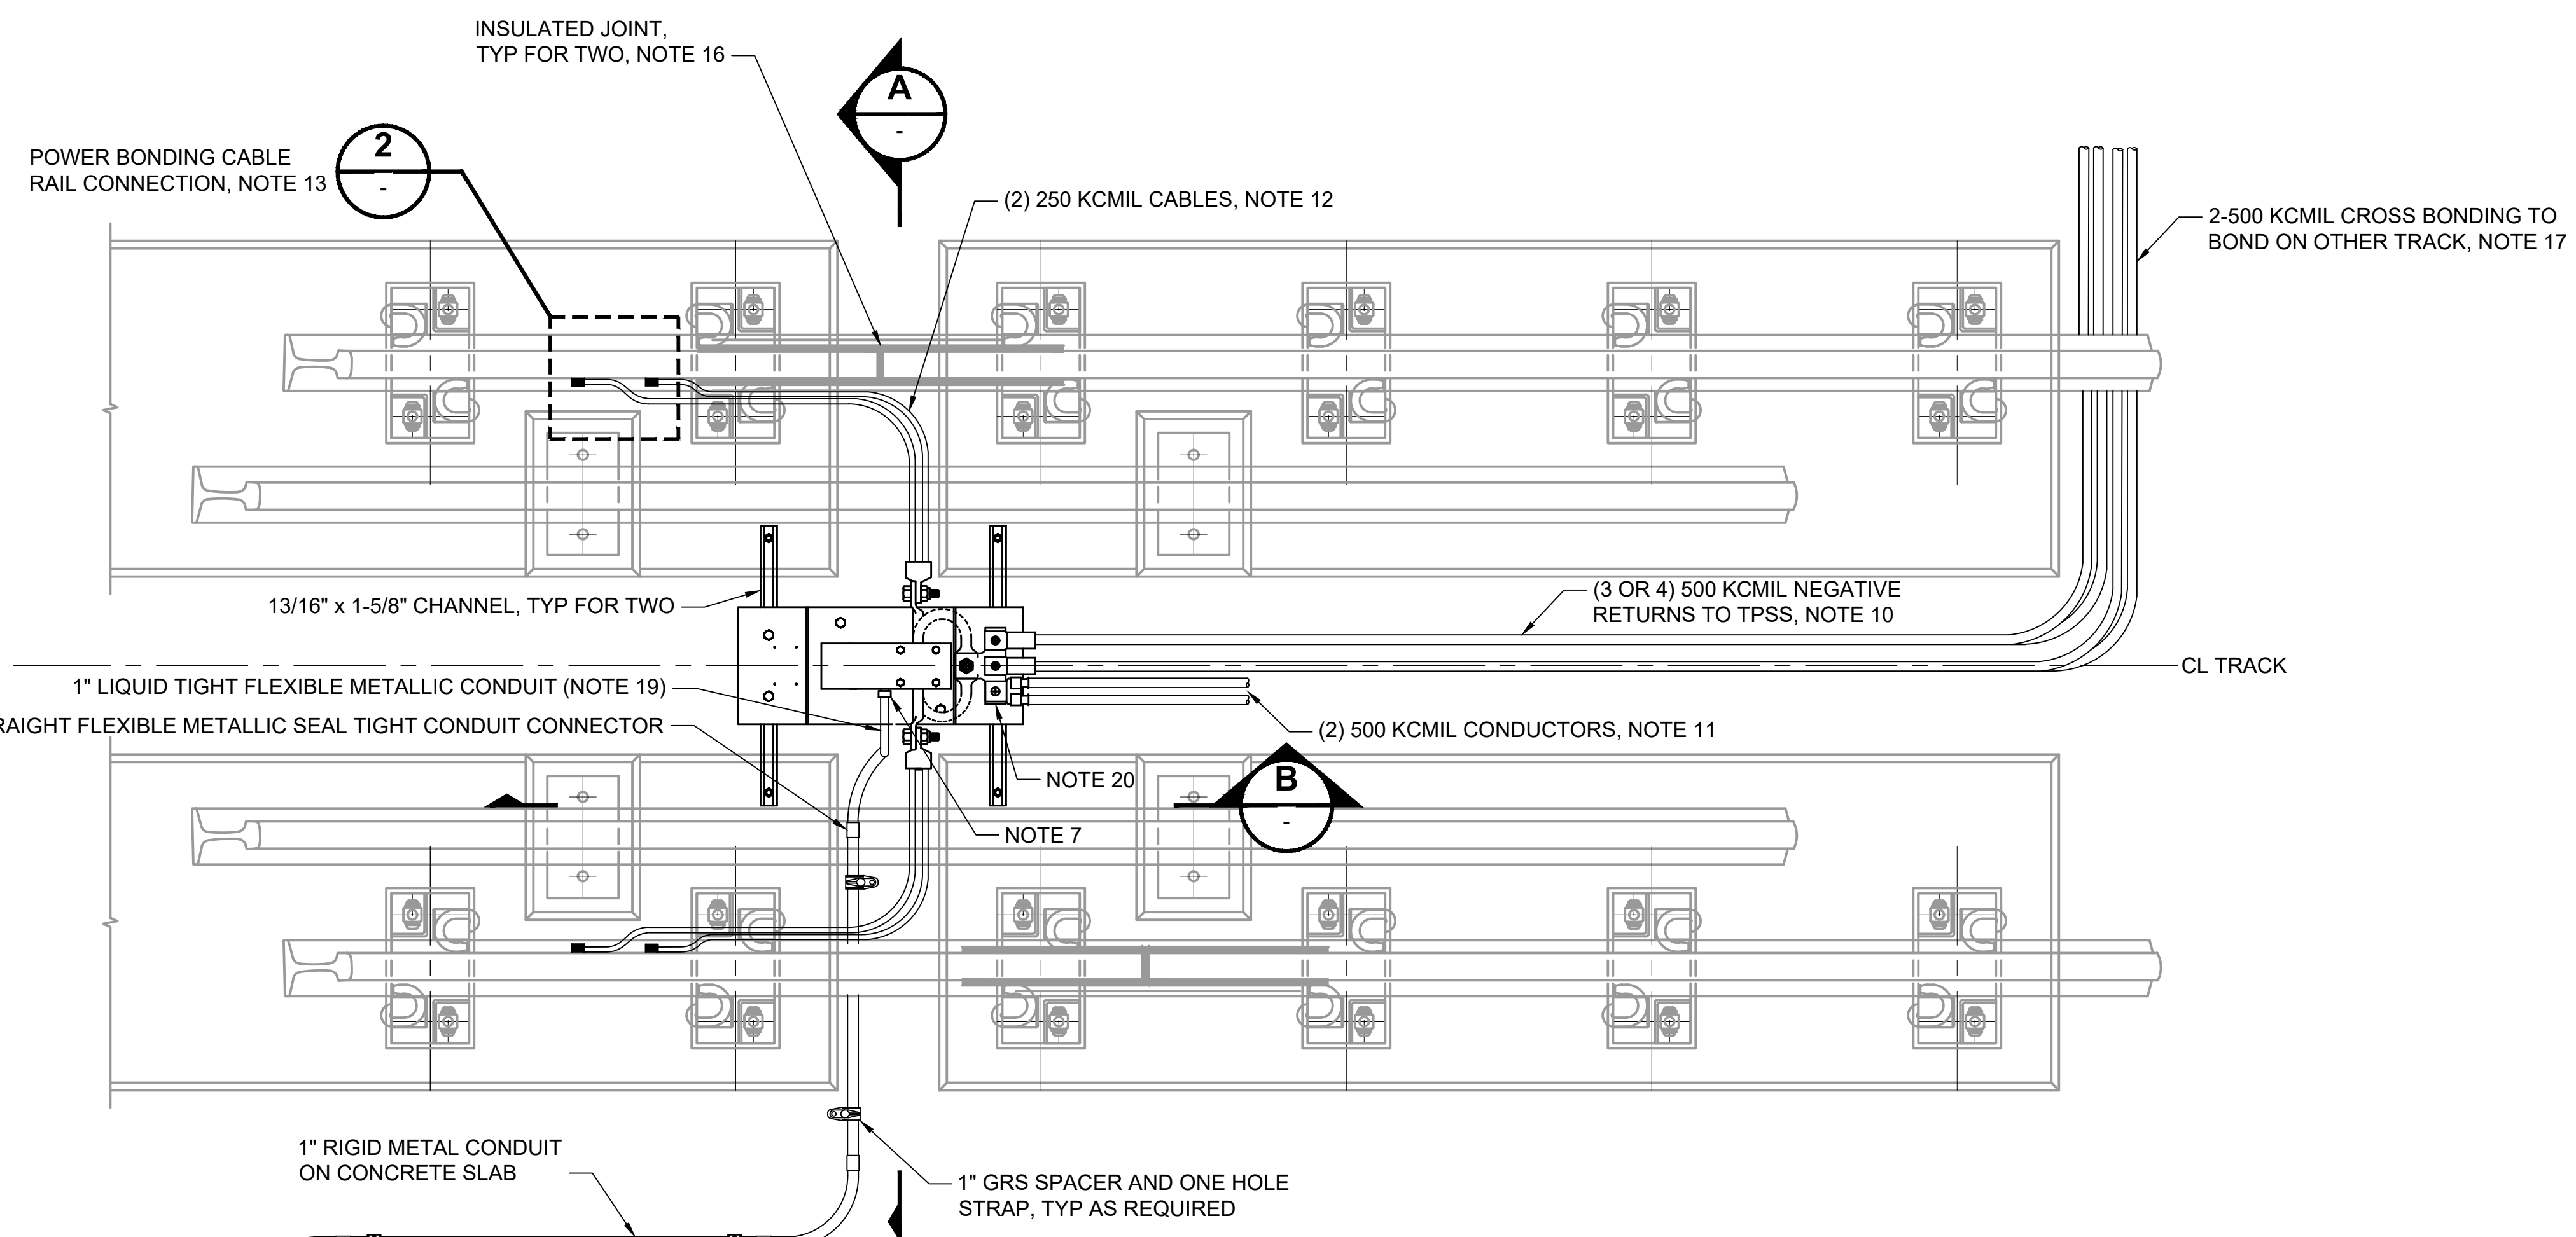 INSULATED JOINT,
TYP FOR TWO, NOTE 16
A
-
2
-
POWER BONDING CABLE
RAIL CONNECTION, NOTE 13
(2) 250 KCMIL CABLES, NOTE 12
2-500 KCMIL CROSS BONDING TO
BOND ON OTHER TRACK, NOTE 17
13/16" x 1-5/8" CHANNEL, TYP FOR TWO
(3 OR 4) 500 KCMIL NEGATIVE
RETURNS TO TPSS, NOTE 10
CL TRACK
1" LIQUID TIGHT FLEXIBLE METALLIC CONDUIT (NOTE 19)
RAIGHT FLEXIBLE METALLIC SEAL TIGHT CONDUIT CONNECTOR
(2) 500 KCMIL CONDUCTORS, NOTE 11
NOTE 20
B
-
NOTE 7
1" RIGID METAL CONDUIT
ON CONCRETE SLAB
1" GRS SPACER AND ONE HOLE
STRAP, TYP AS REQUIRED